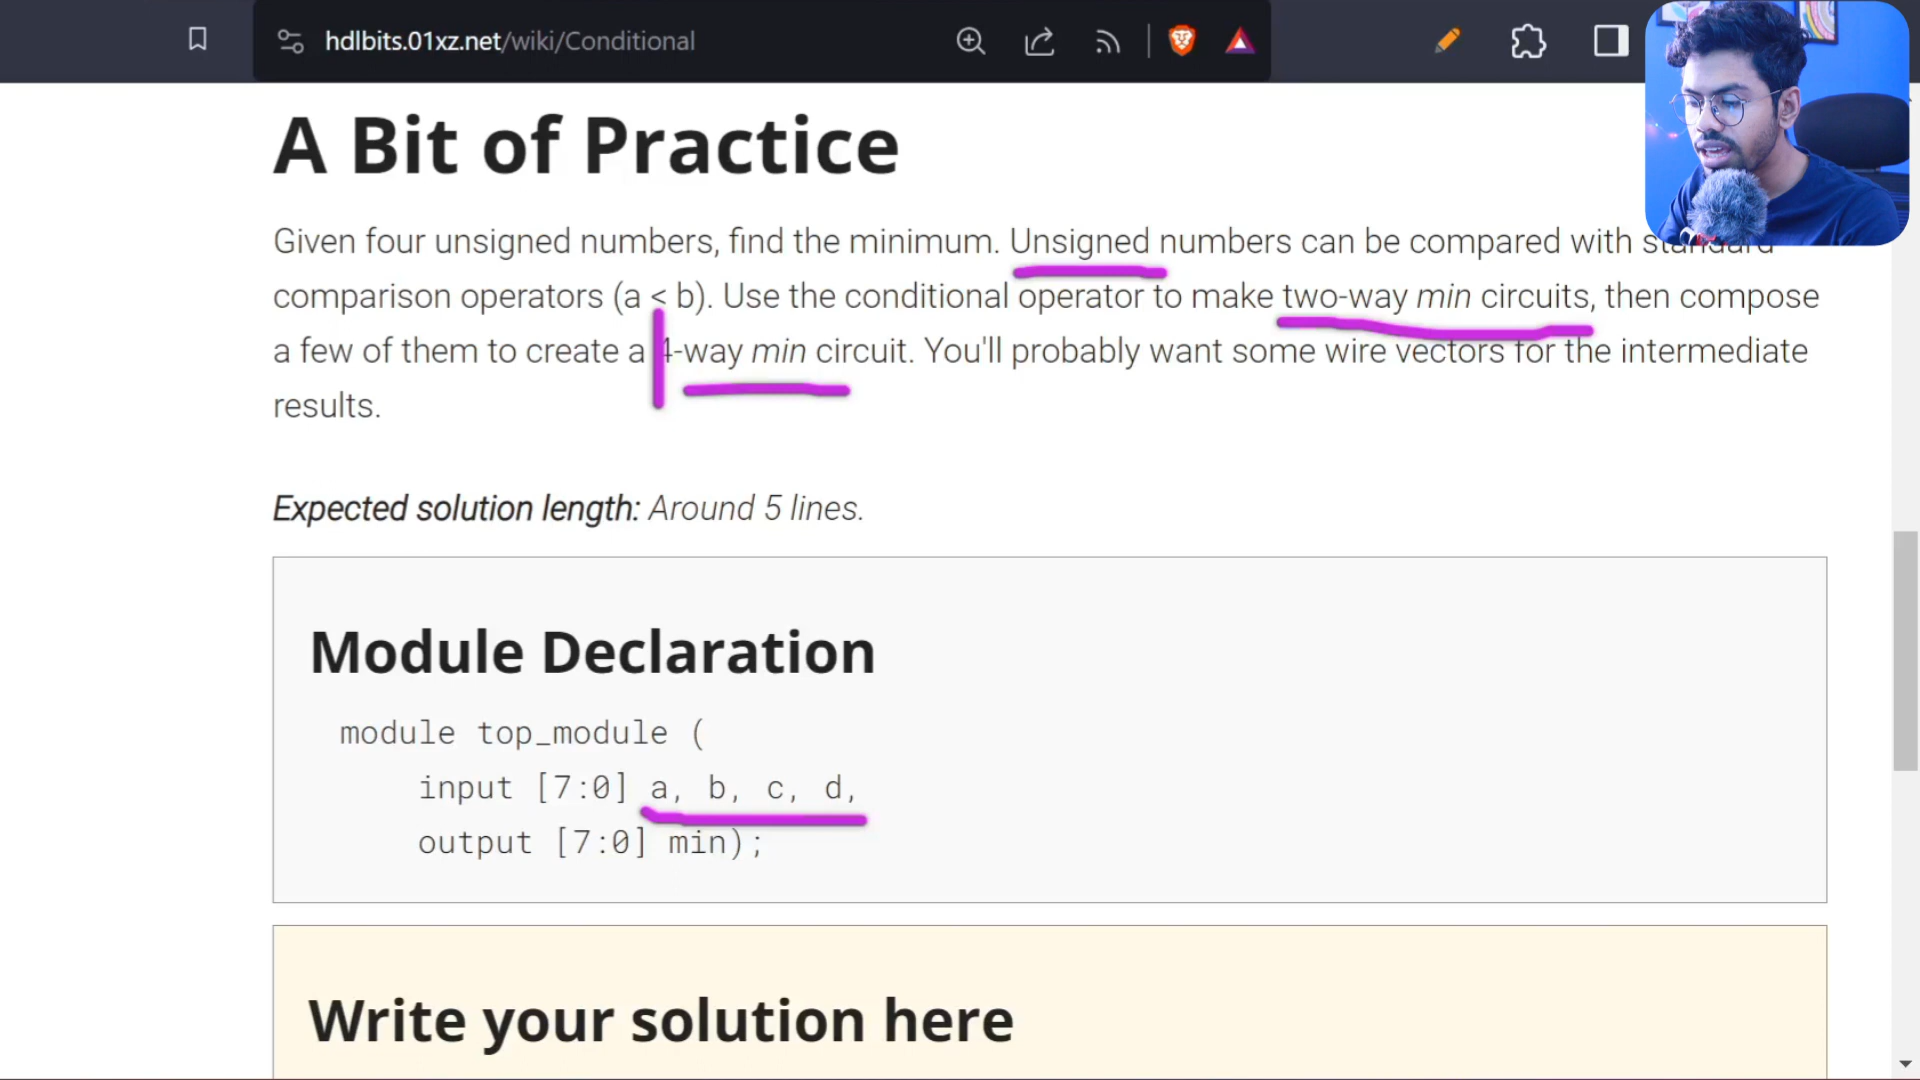 hdlbits.01xz.net/wiki/Conditional
A Bit of Practice
Given four unsigned numbers, find the minimum. Unsigned numbers can be compared with standard
comparison operators (a < b). Use the conditional operator to make two-way min circuits, then compose
a few of them to create a 4-way min circuit. You'll probably want some wire vectors for the intermediate
results.
Expected solution length: Around 5 lines.
Module Declaration
module top_module (
input [7:0] a, b, c, d,
output [7:0] min);
Write your solution here